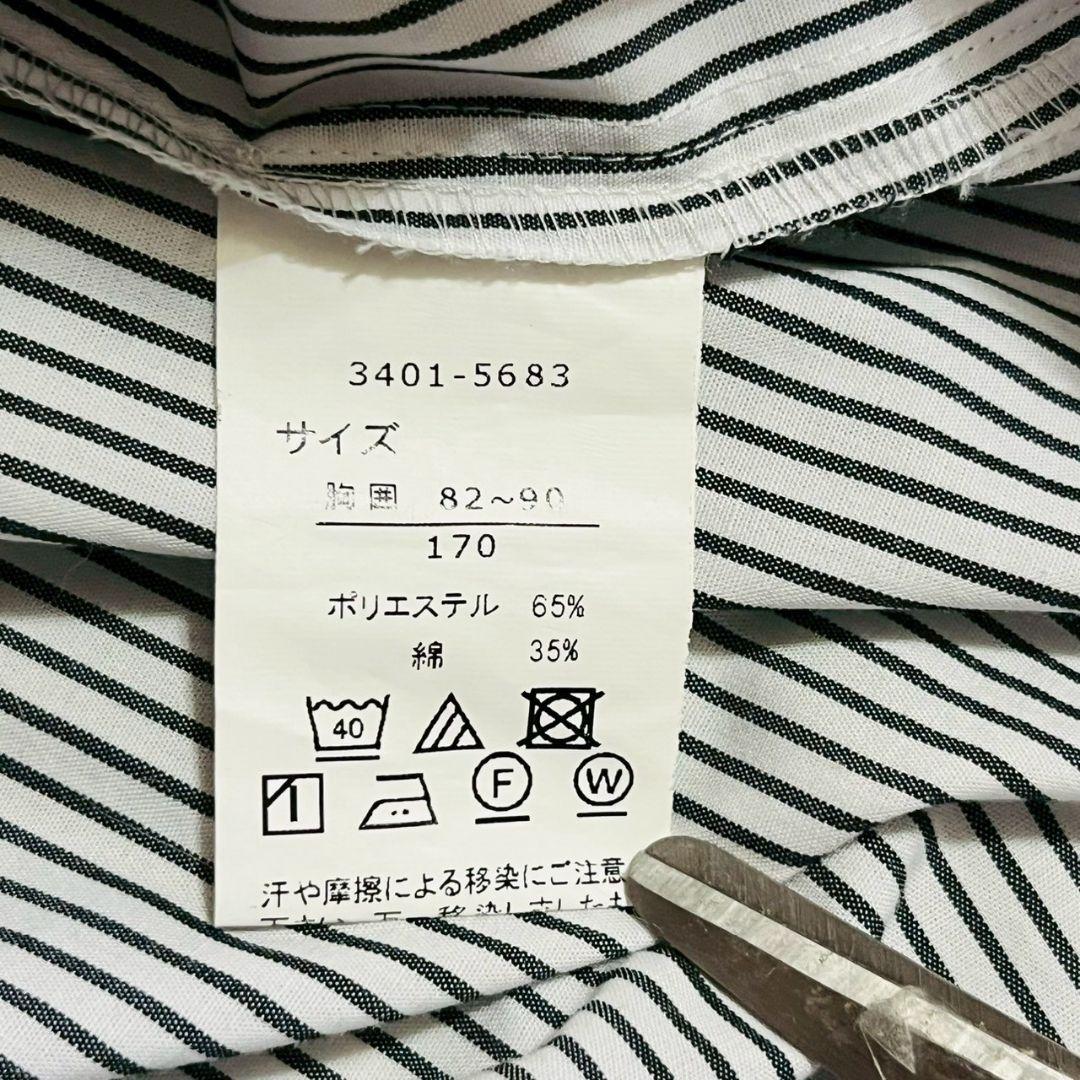 3401-5683
サイズ
胸囲 82~90
170
ポリエステル 65%
綿 35%
40
F W
汗や摩擦による移染にご注意